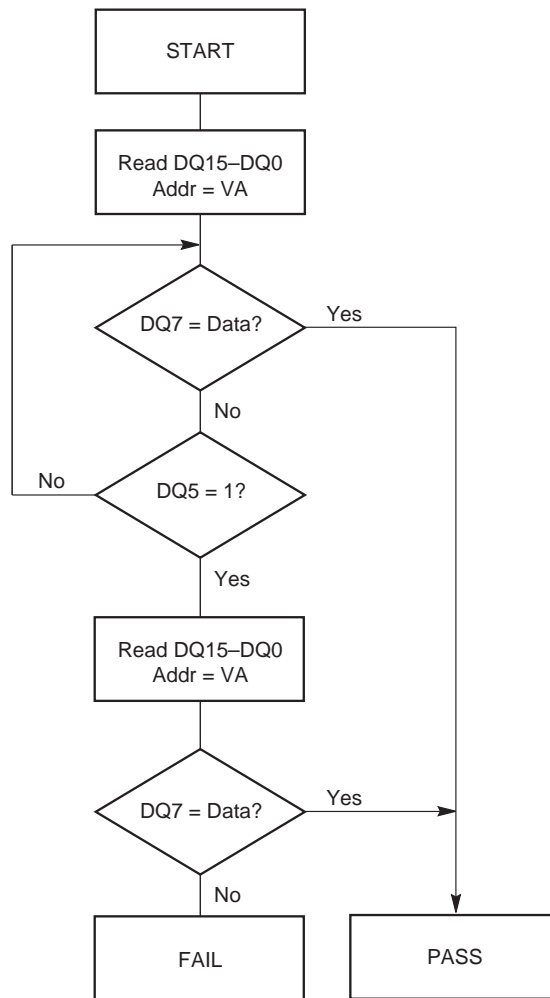 START
Read DQ15–DQ0
Addr = VA
DQ7 = Data?
Yes
No
No
DQ5 = 1?
Yes
Read DQ15–DQ0
Addr = VA
DQ7 = Data?
Yes
No
FAIL
PASS